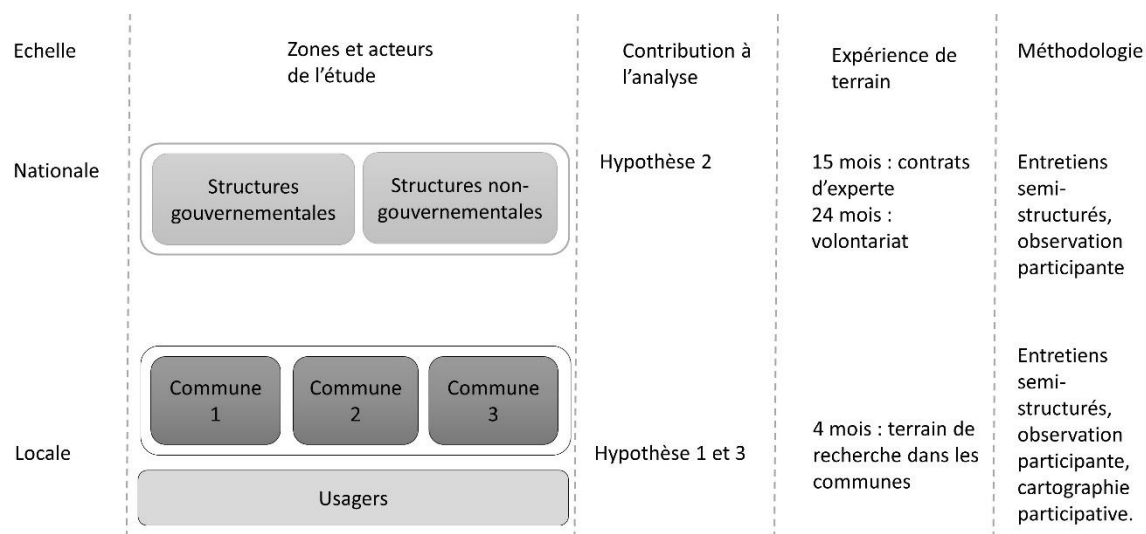 Echelle
Zones et acteurs
de l’étude
Contribution à
l’analyse
Expérience de
terrain
Méthodologie
Nationale
Structures
gouvernementales
Structures non-
gouvernementales
Hypothèse 2
15 mois : contrats
d’experte
24 mois :
volontariat
Entretiens
semi-
structurés,
observation
participante
Locale
Commune
1
Commune
2
Commune
3
Usagers
Hypothèse 1 et 3
4 mois : terrain de
recherche dans les
communes
Entretiens
semi-
structurés,
observation
participante,
cartographie
participative.